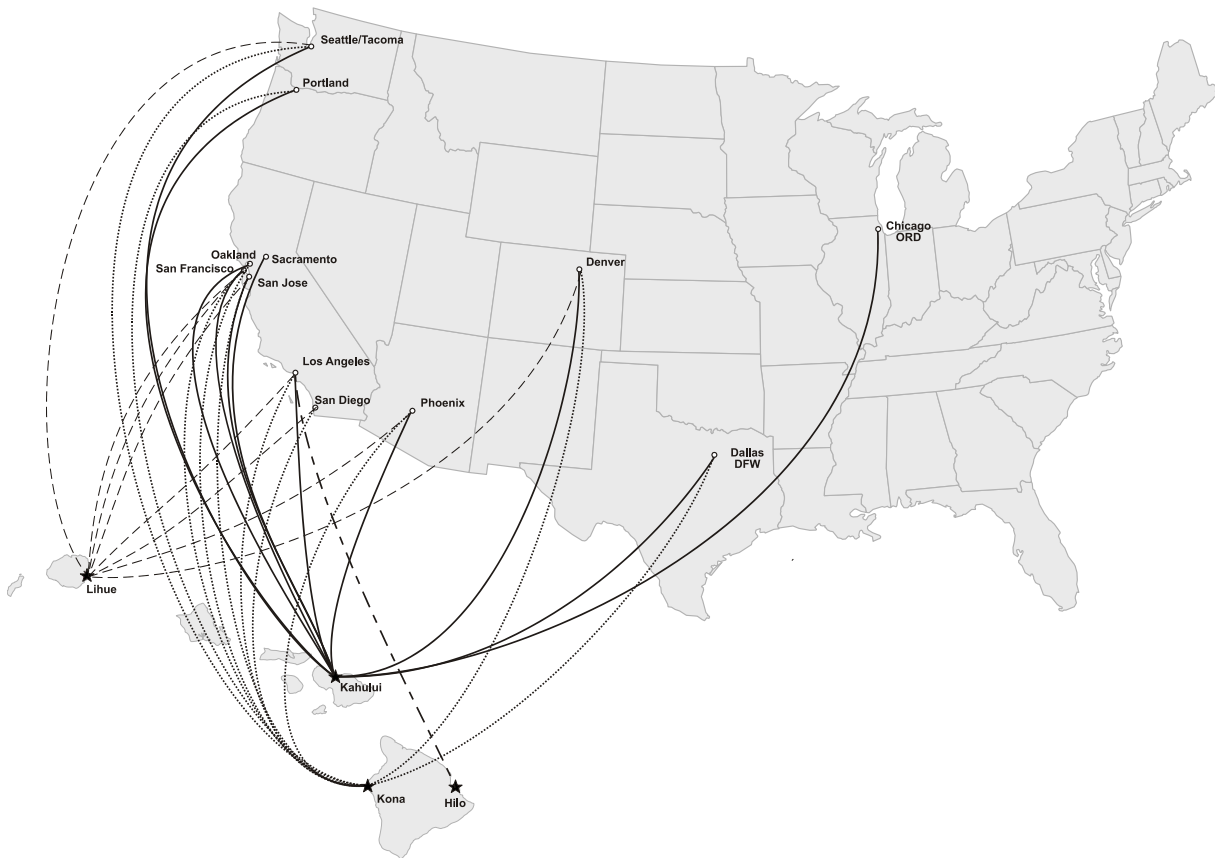 Seattle/Tacoma
Portland
Chicago
ORD
Oakland
Sacramento
San Francisco
Denver
San Jose
Los Angeles
San Diego
Phoenix
Dallas
DFW
Lihue
Kahului
Kona
Hilo